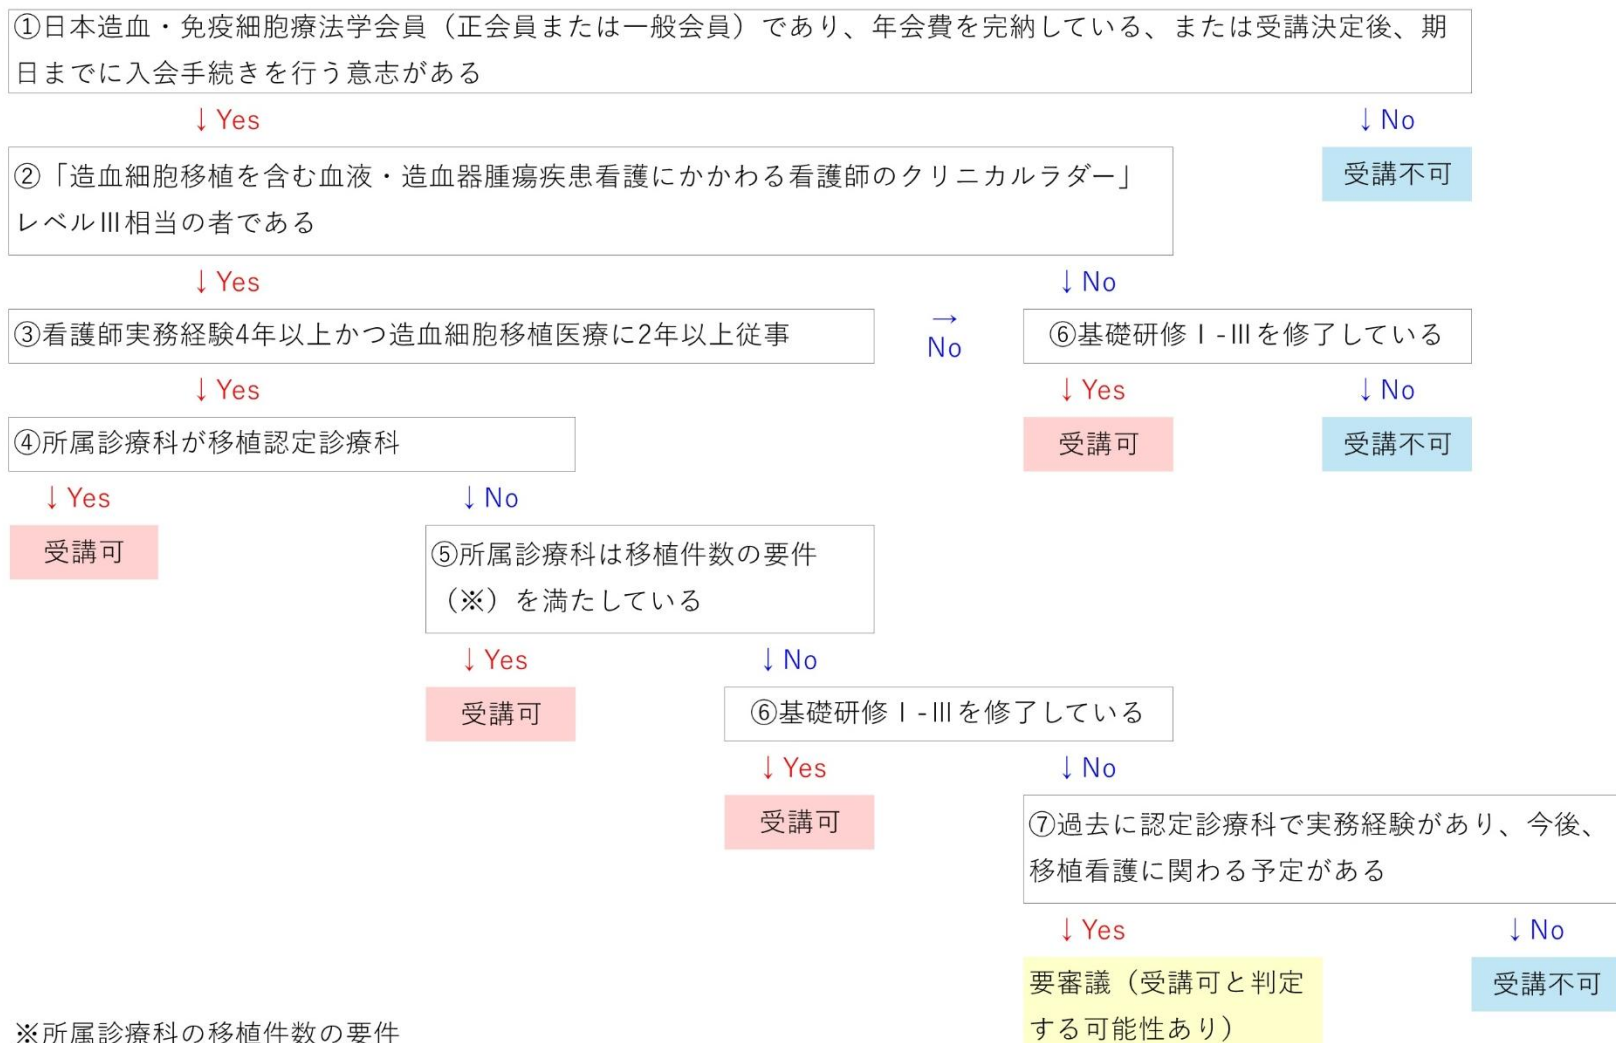 ①日本造血・免疫細胞療法学会員（正会員または一般会員）であり、年会費を完納している、または受講決定後、期
日までに入会手続きを行う意志がある
↓Yes
↓No
②「造血細胞移植を含む血液・造血器腫瘍疾患看護にかかわる看護師のクリニカルラダー」
レベルⅢ相当の者である
受講不可
↓Yes
↓No
③看護師実務経験4年以上かつ造血細胞移植医療に2年以上従事
→
No
⑥基礎研修Ⅰ-Ⅲを修了している
↓Yes
↓Yes
↓No
④所属診療科が移植認定診療科
受講可
受講不可
↓Yes
↓No
受講可
⑤所属診療科は移植件数の要件
（※）を満たしている
↓Yes
↓No
受講可
⑥基礎研修Ⅰ-Ⅲを修了している
↓Yes
↓No
受講可
⑦過去に認定診療科で実務経験があり、今後、
移植看護に関わる予定がある
↓Yes
↓No
要審議（受講可と判定
する可能性あり）
受講不可
※所属診療科の移植件数の要件